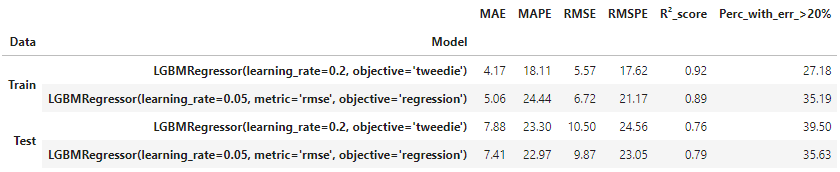 MAE MAPE RMSE RMSPE R²_score Perc_with_err_>20%
Data Model
Train LGBMRegressor(learning_rate=0.2, objective='tweedie') 4.17 18.11 5.57 17.62 0.92 27.18
LGBMRegressor(learning_rate=0.05, metric='rmse', objective='regression') 5.06 24.44 6.72 21.17 0.89 35.19
Test LGBMRegressor(learning_rate=0.2, objective='tweedie') 7.88 23.30 10.50 24.56 0.76 39.50
LGBMRegressor(learning_rate=0.05, metric='rmse', objective='regression') 7.41 22.97 9.87 23.05 0.79 35.63